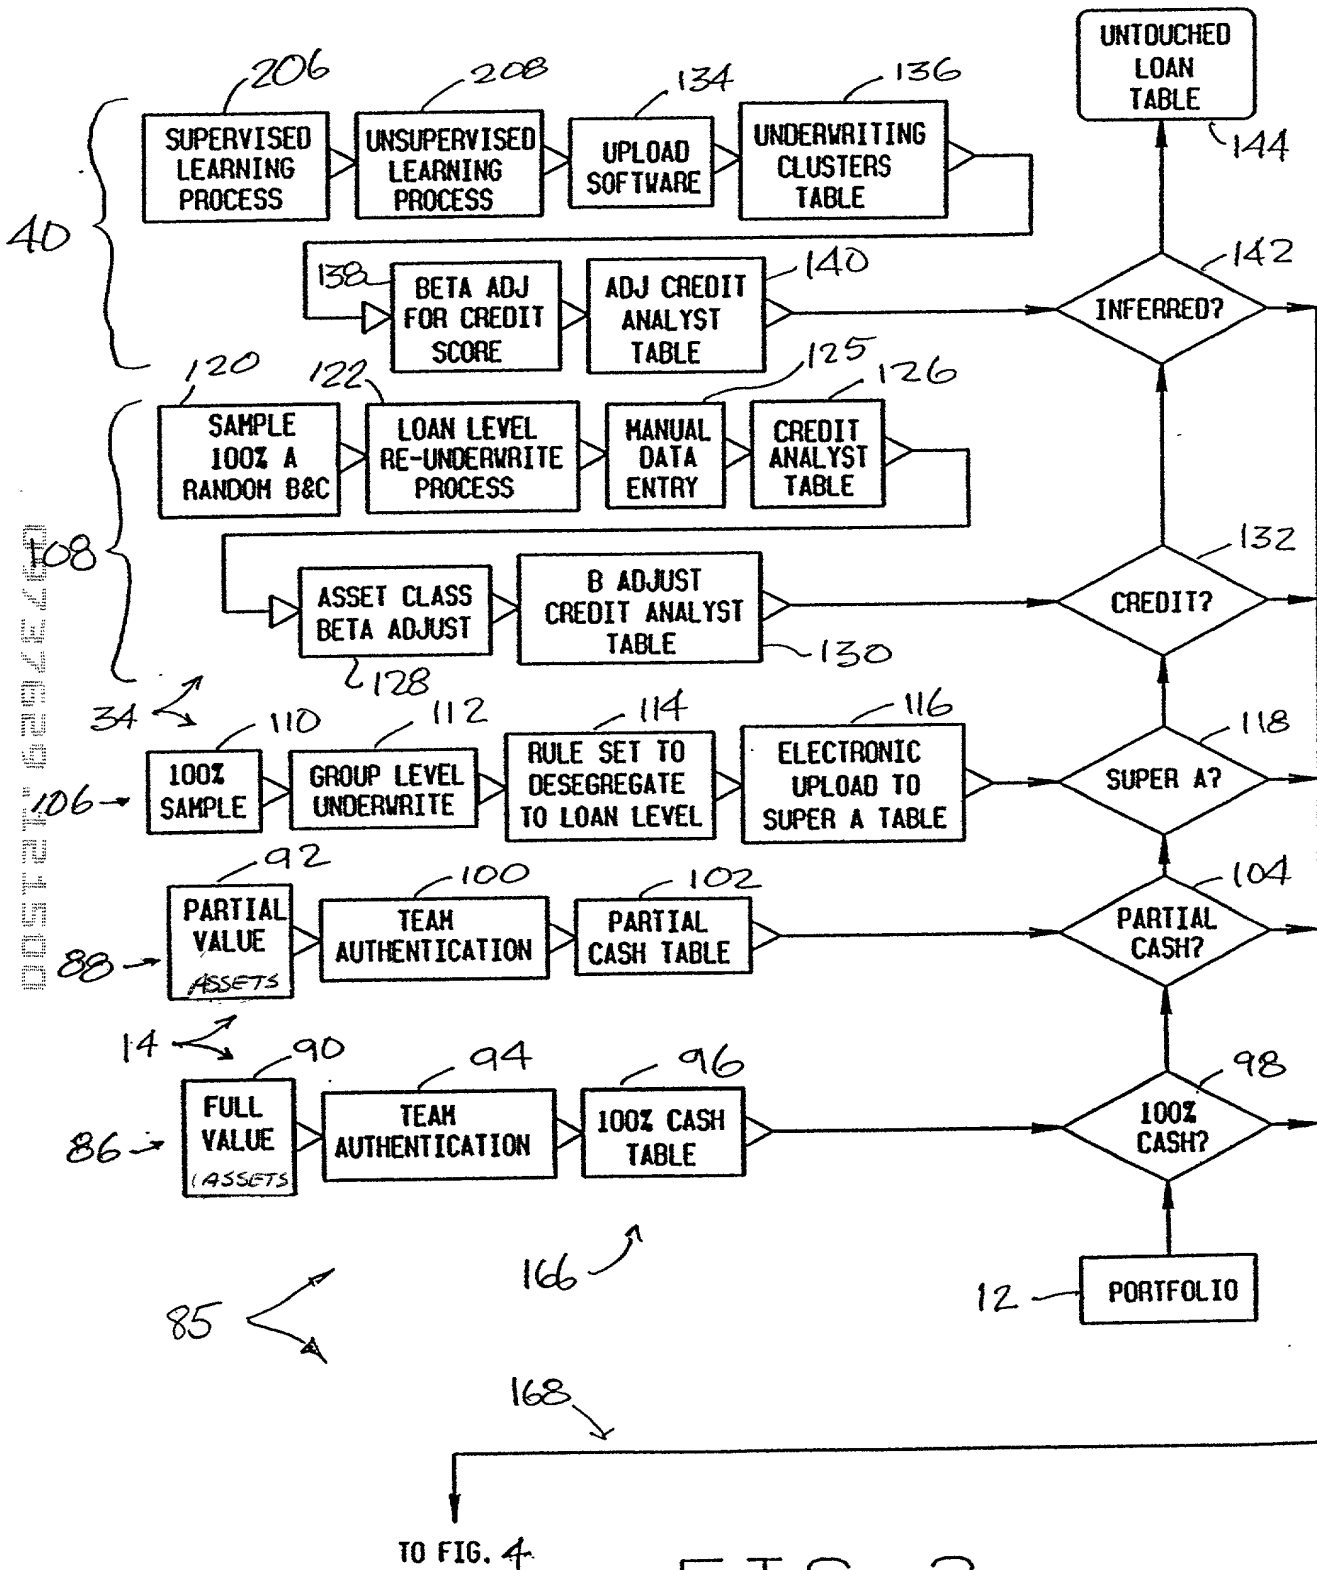 UNTOUCHED
LOAN
TABLE
144
206
208
134
136
SUPERVISED
LEARNING
PROCESS
UNSUPERVISED
LEARNING
PROCESS
UPLOAD
SOFTWARE
UNDERWRITING
CLUSTERS
TABLE
40
138
BETA ADJ
FOR CREDIT
SCORE
140
ADJ CREDIT
ANALYST
TABLE
142
INFERRED?
120
122
125
126
SAMPLE
100% A
RANDOM B&C
LOAN LEVEL
RE-UNDERWRITE
PROCESS
MANUAL
DATA
ENTRY
CREDIT
ANALYST
TABLE
108
ASSET CLASS
BETA ADJUST
128
B ADJUST
CREDIT ANALYST
TABLE
130
132
CREDIT?
34
110
112
114
116
118
106
100%
SAMPLE
GROUP LEVEL
UNDERWRITE
RULE SET TO
DESEGREGATE
TO LOAN LEVEL
ELECTRONIC
UPLOAD TO
SUPER A TABLE
SUPER A?
92
100
102
104
88
PARTIAL
VALUE
ASSETS
TEAM
AUTHENTICATION
PARTIAL
CASH TABLE
PARTIAL
CASH?
14
90
94
96
98
86
FULL
VALUE
ASSETS
TEAM
AUTHENTICATION
100% CASH
TABLE
100%
CASH?
166
12
PORTFOLIO
85
168
TO FIG. 4